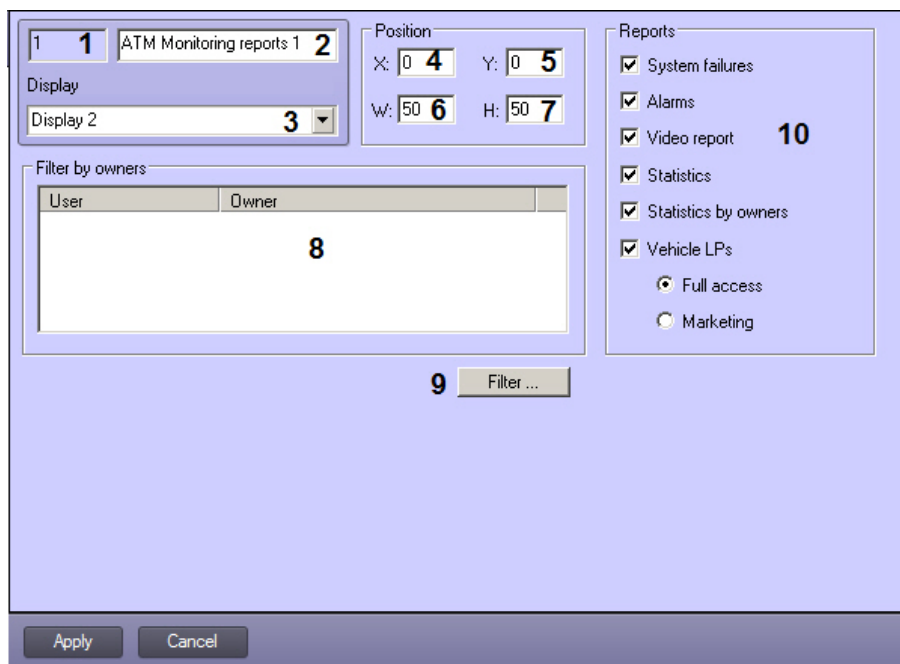 1 1 ATM Monitoring reports 1 2
Display
Display 2 3
Position
X: 0 4 Y: 0 5
W: 50 6 H: 50 7
Filter by owners
User Owner
8
9 Filter ...
Reports
System failures
Alarms
Video report 10
Statistics
Statistics by owners
Vehicle LPs
Full access
Marketing
Apply Cancel